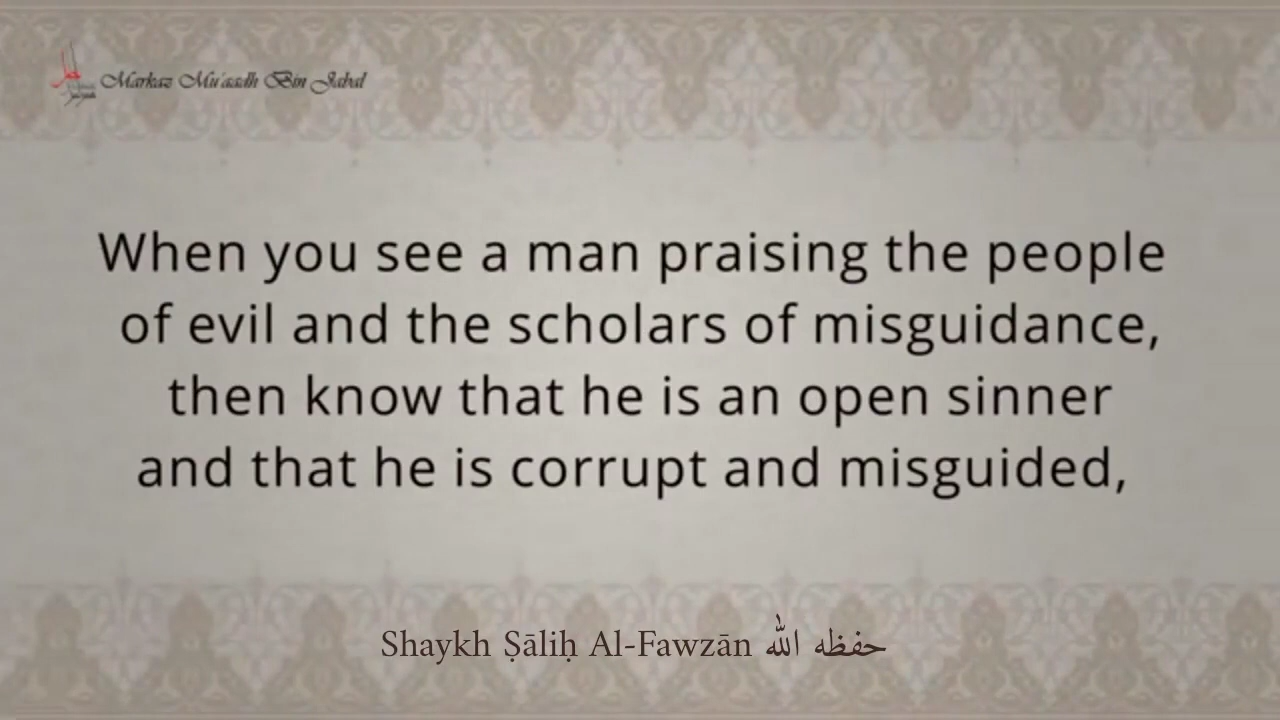 Markaz Mu'aadh Bin Jabal
When you see a man praising the people
of evil and the scholars of misguidance,
then know that he is an open sinner
and that he is corrupt and misguided,
Shaykh Ṣāliḥ Al-Fawzān حفظه الله